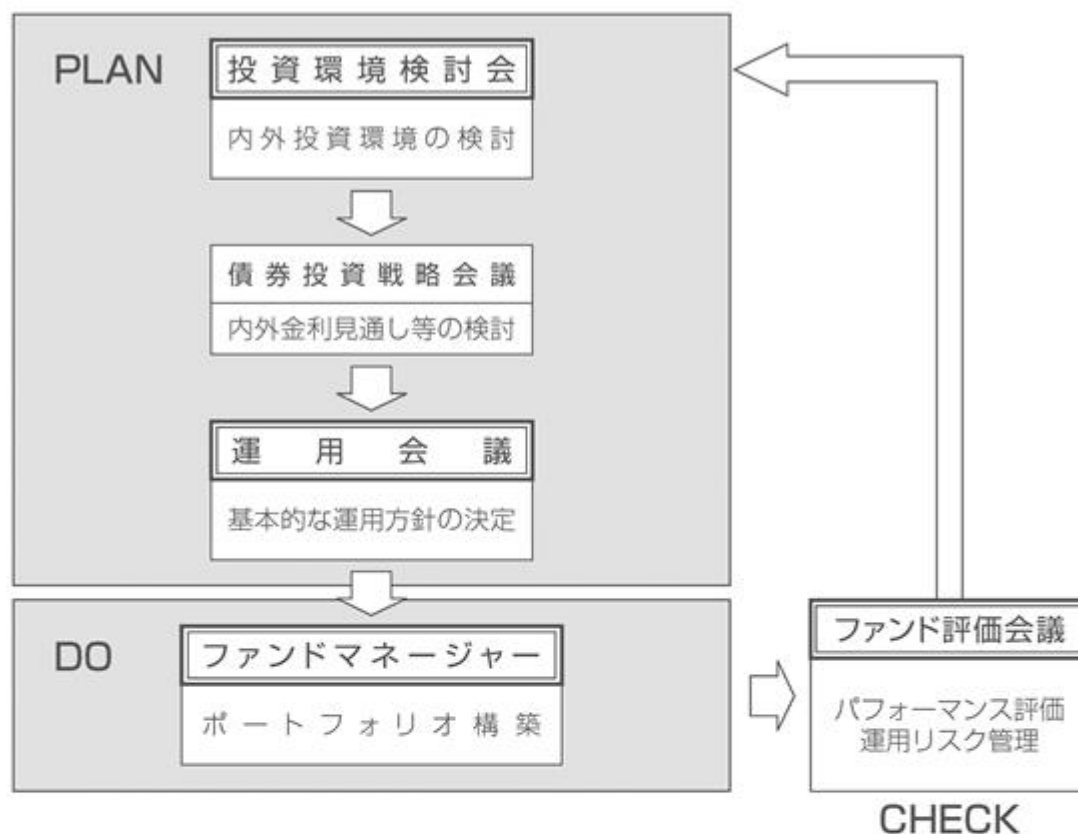 PLAN
投資環境検討会
内外投資環境の検討
債券投資戦略会議
内外金利見通し等の検討
運用会議
基本的な運用方針の決定
DO
ファンドマネージャー
ポートフォリオ構築
ファンド評価会議
パフォーマンス評価
運用リスク管理
CHECK